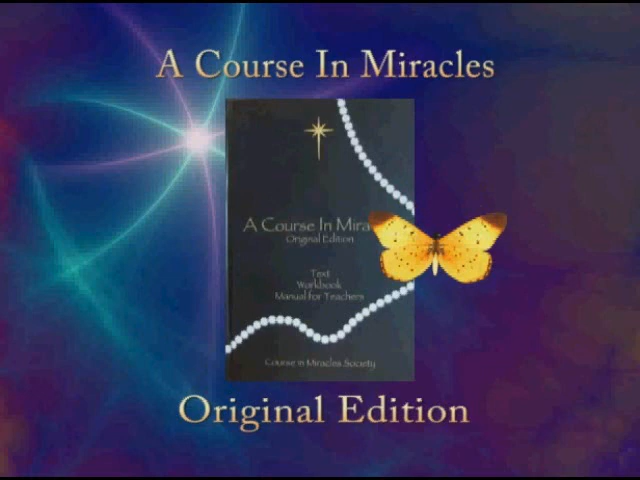 A Course In Miracles
A Course In Mira
Original Edition
Text
Workbook
Manual for Teachers
Course in Miracles Society
Original Edition